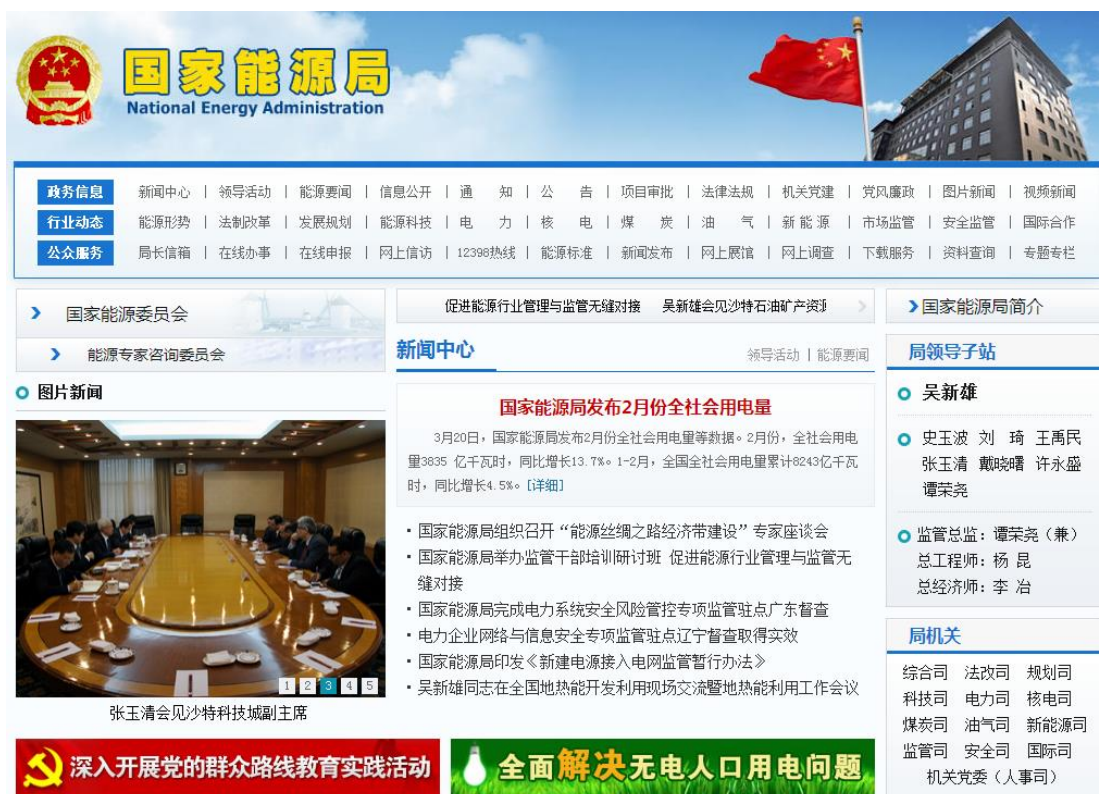 国家能源局
National Energy Administration
政务信息 新闻中心 | 领导活动 | 能源要闻 | 信息公开 | 通 知 | 公 告 | 项目审批 | 法律法规 | 机关党建 | 党风廉政 | 图片新闻 | 视频新闻
行业动态 能源形势 | 法制改革 | 发展规划 | 能源科技 | 电 力 | 核 电 | 煤 炭 | 油 气 | 新 能 源 | 市场监管 | 安全监管 | 国际合作
公众服务 局长信箱 | 在线办事 | 在线申报 | 网上信访 | 12398热线 | 能源标准 | 新闻发布 | 网上展馆 | 网上调查 | 下载服务 | 资料查询 | 专题专栏
国家能源委员会
能源专家咨询委员会
图片新闻
1 2 3 4 5
张玉清会见沙特科技城副主席
促进能源行业管理与监管无缝对接 吴新雄会见沙特石油矿产资
新闻中心 领导活动 | 能源要闻
国家能源局发布2月份全社会用电量
3月20日，国家能源局发布2月份全社会用电量等数据。2月份，全社会用电
量3835 亿千瓦时，同比增长13.7%。1-2月，全国全社会用电量累计8243亿千瓦
时，同比增长4.5%。[详细]
· 国家能源局组织召开“能源丝绸之路经济带建设”专家座谈会
· 国家能源局举办监管干部培训研讨班 促进能源行业管理与监管无
缝对接
· 国家能源局完成电力系统安全风险管控专项监管驻点广东督查
· 电力企业网络与信息安全专项监管驻点辽宁督查取得实效
· 国家能源局印发《新建电源接入电网监管暂行办法》
· 吴新雄同志在全国地热能开发利用现场交流暨地热能利用工作会议
国家能源局简介
局领导子站
吴新雄
史玉波 刘 琦 王禹民
张玉清 戴晓曙 许永盛
谭荣尧
监管总监：谭荣尧（兼）
总工程师：杨 昆
总经济师：李 冶
局机关
综合司 法改司 规划司
科技司 电力司 核电司
煤炭司 油气司 新能源司
监管司 安全司 国际司
机关党委（人事司）
深入开展党的群众路线教育实践活动
全面解决无电人口用电问题